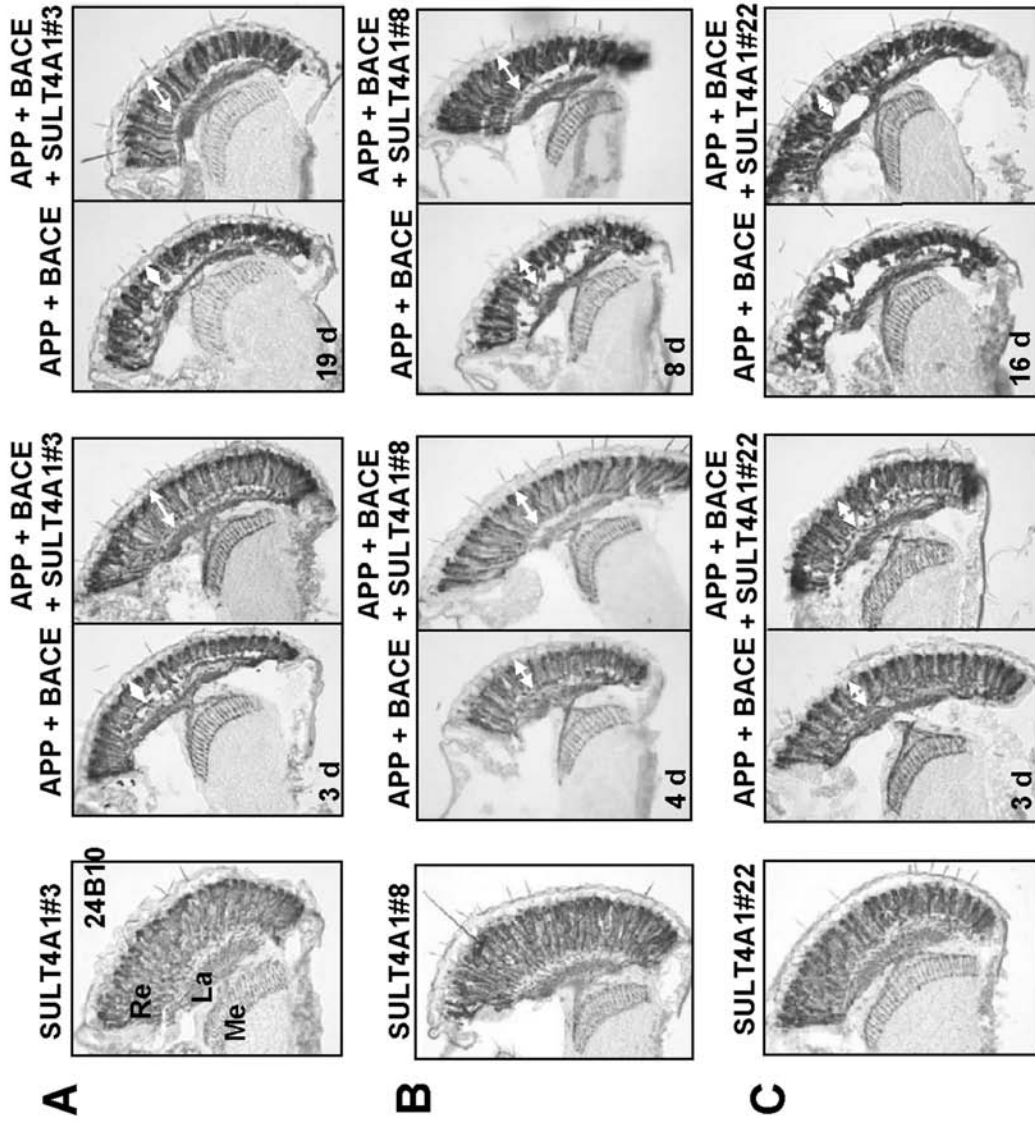 A
SULT4A1#3
24B10
Re
La
Me
APP + BACE
3 d
APP + BACE
+ SULT4A1#3
APP + BACE
19 d
APP + BACE
+ SULT4A1#3
B
SULT4A1#8
APP + BACE
4 d
APP + BACE
+ SULT4A1#8
APP + BACE
8 d
APP + BACE
+ SULT4A1#8
C
SULT4A1#22
APP + BACE
3 d
APP + BACE
+ SULT4A1#22
APP + BACE
16 d
APP + BACE
+ SULT4A1#22